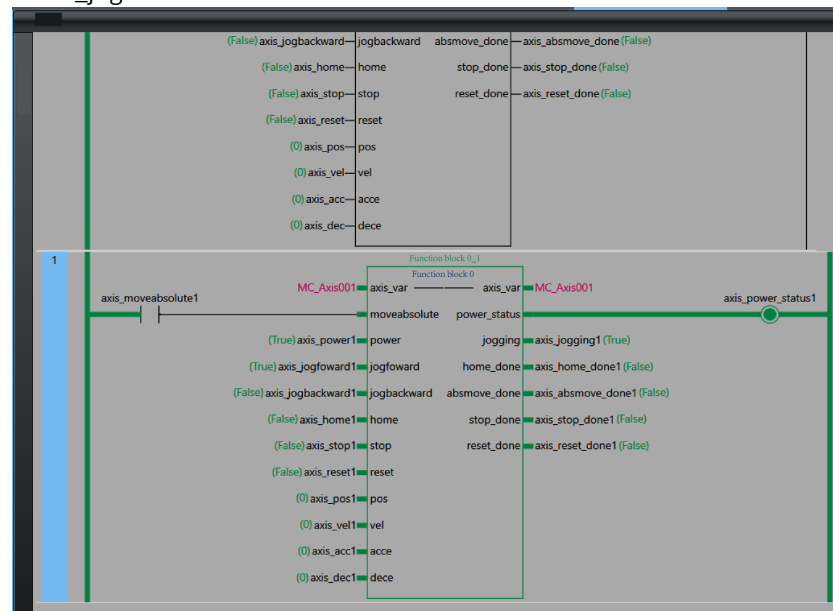 (False) axis_jogbackward jogbackward absmove_done axis_absmove_done (False)
(False) axis_home home stop_done axis_stop_done (False)
(False) axis_stop stop reset_done axis_reset_done (False)
(False) axis_reset reset
(0) axis_pos pos
(0) axis_vel vel
(0) axis_acc acce
(0) axis_dec dece
1
Function block 0_1
Function block 0
MC_Axis001 axis_var axis_var MC_Axis001
axis_moveabsolute1 axis_power_status1
moveabsolute power_status
(True) axis_power1 power jogging axis_jogging1 (True)
(True) axis_jogfoward1 jogfoward home_done axis_home_done1 (False)
(False) axis_jogbackward1 jogbackward absmove_done axis_absmove_done1 (False)
(False) axis_home1 home stop_done axis_stop_done1 (False)
(False) axis_stop1 stop reset_done axis_reset_done1 (False)
(False) axis_reset1 reset
(0) axis_pos1 pos
(0) axis_vel1 vel
(0) axis_acc1 acce
(0) axis_dec1 dece